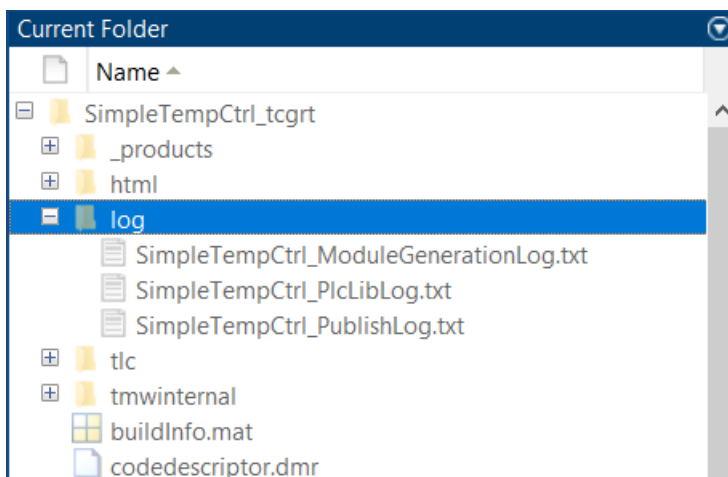 Current Folder
Name
SimpleTempCtrl_tcgrt
_products
html
log
SimpleTempCtrl_ModuleGenerationLog.txt
SimpleTempCtrl_PlcLibLog.txt
SimpleTempCtrl_PublishLog.txt
tlc
tmwinternal
buildInfo.mat
codedescriptor.dmr